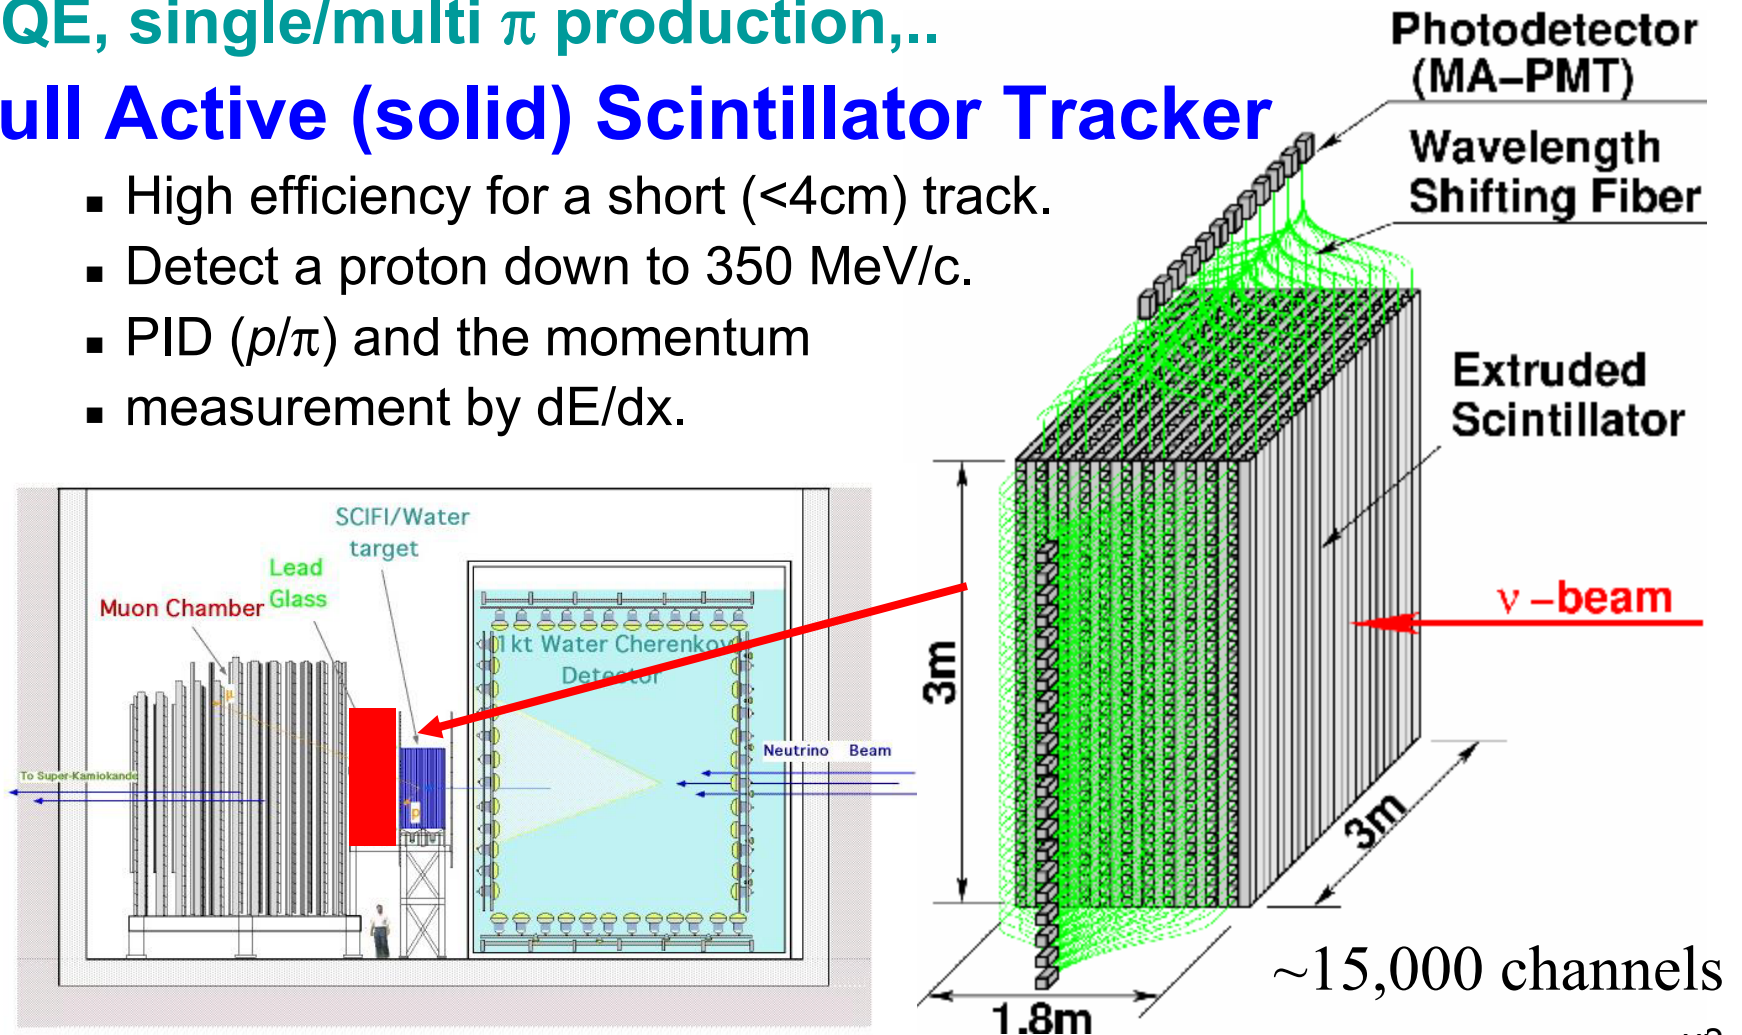 QE, single/multi π production,..
ull Active (solid) Scintillator Tracker
▪ High efficiency for a short (<4cm) track.
▪ Detect a proton down to 350 MeV/c.
▪ PID (p/π) and the momentum
▪ measurement by dE/dx.
Photodetector
(MA-PMT)
Wavelength
Shifting Fiber
Extruded
Scintillator
ν-beam
3m
3m
1.8m
~15,000 channels
SCIFI/Water
target
Lead
Glass
Muon Chamber
1kt Water Cherenkov
Detector
Neutrino Beam
To Super-Kamiokande
μ
p